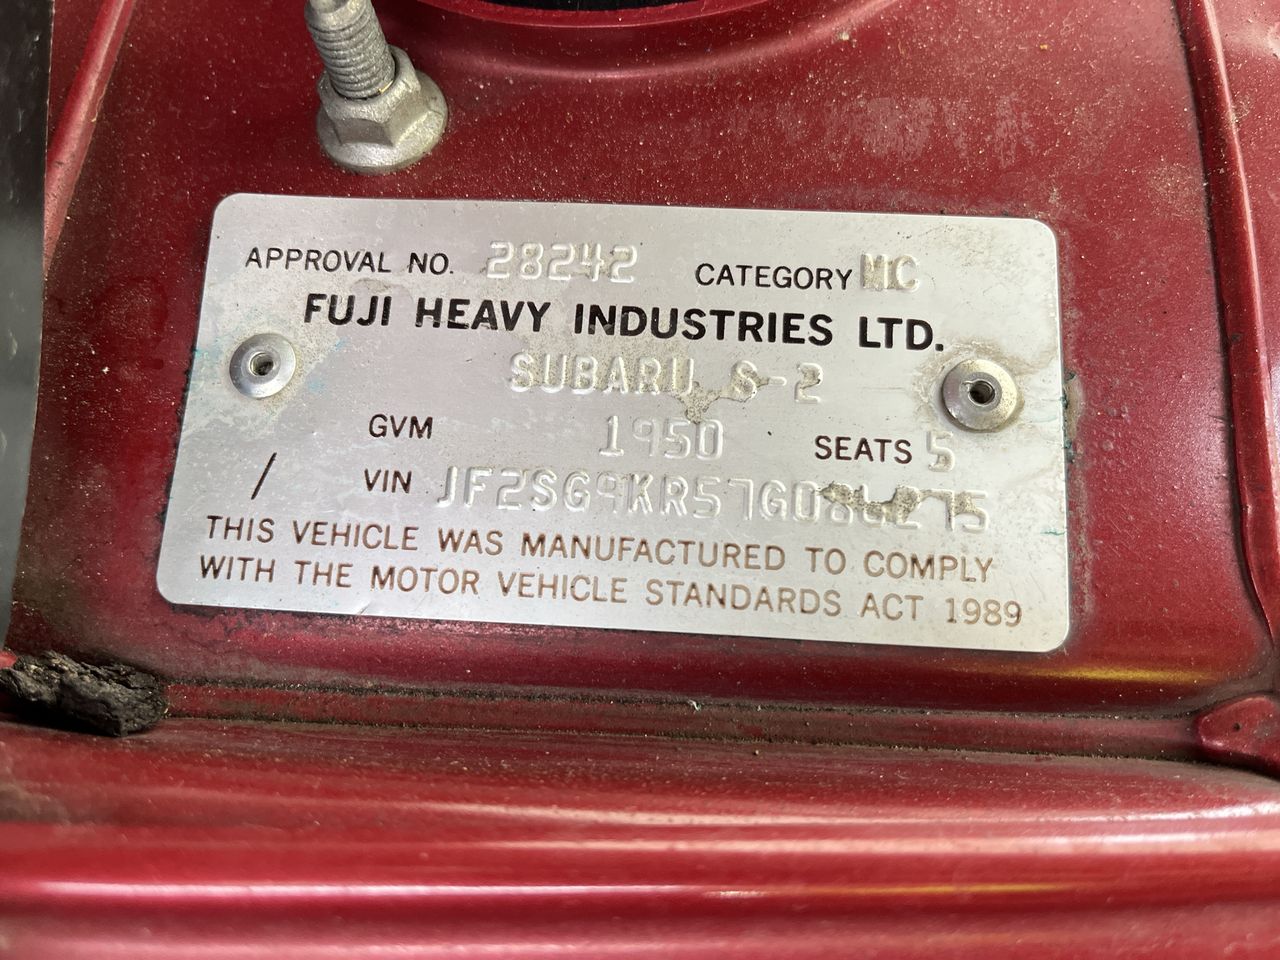 APPROVAL NO. 28242 CATEGORY MC
FUJI HEAVY INDUSTRIES LTD.
SUBARU S-2
GVM 1950 SEATS 5
/ VIN JF2SG9KR57G086275
THIS VEHICLE WAS MANUFACTURED TO COMPLY
WITH THE MOTOR VEHICLE STANDARDS ACT 1989